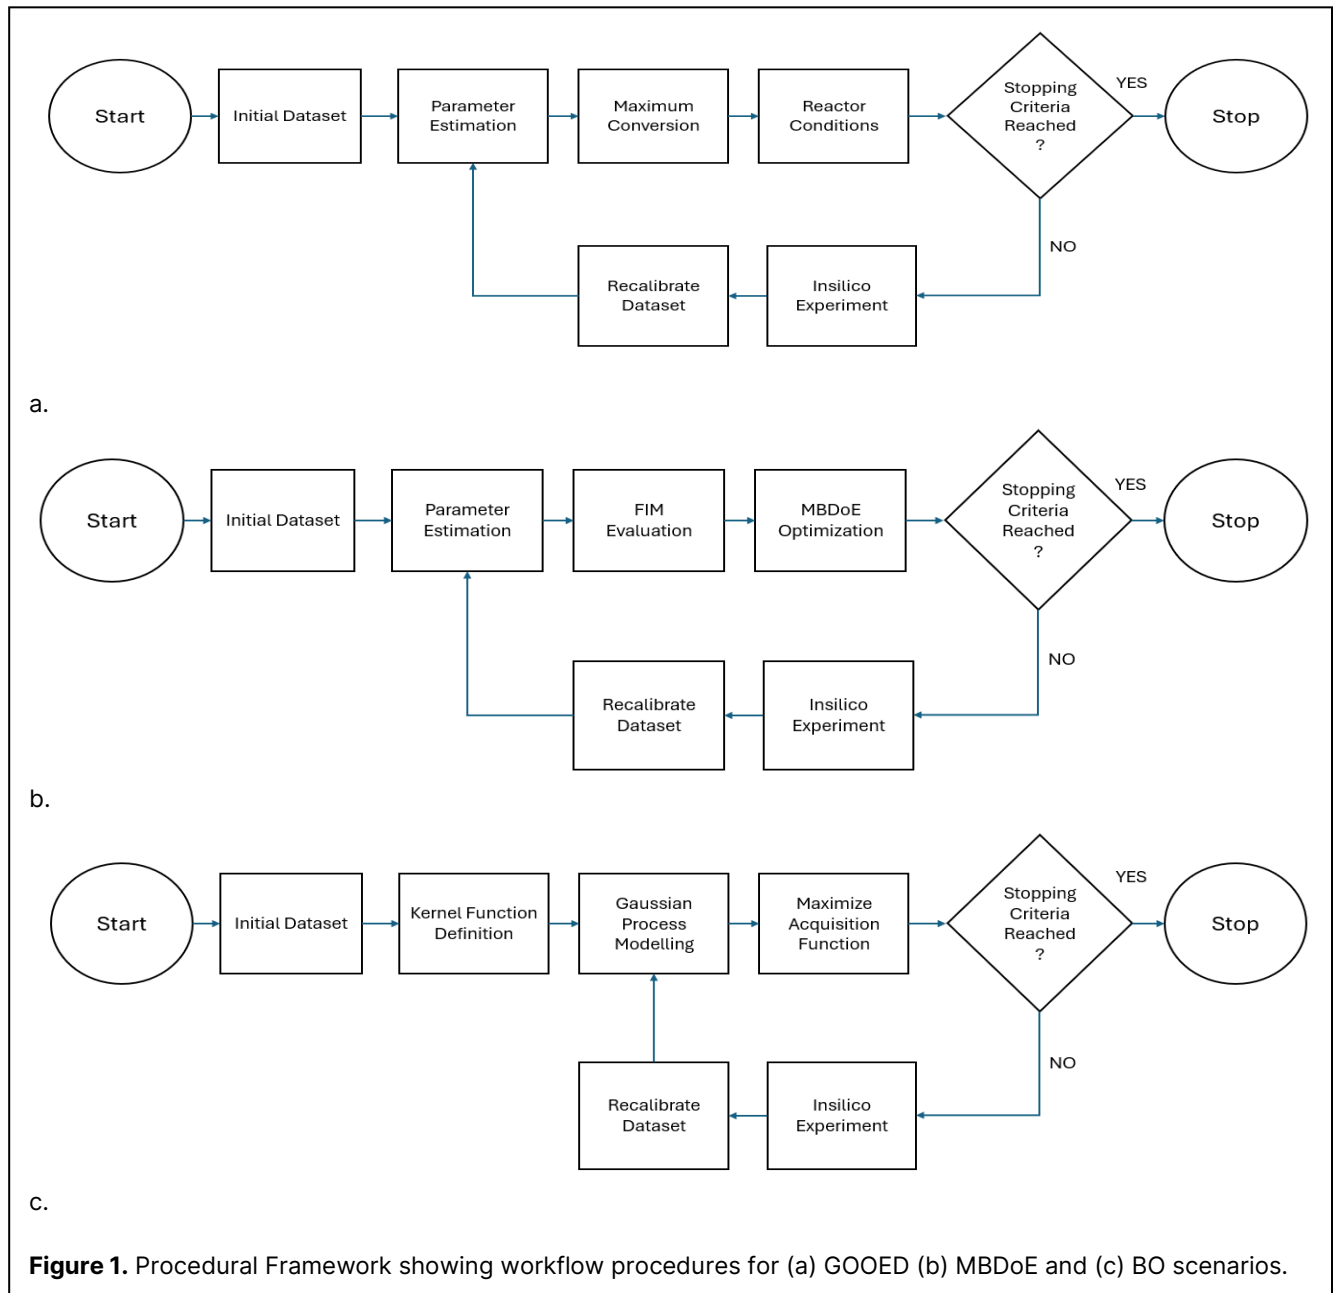 Start
Initial Dataset
Parameter
Estimation
Maximum
Conversion
Reactor
Conditions
Stopping
Criteria
Reached
?
YES
Stop
NO
Insilico
Experiment
Recalibrate
Dataset
a.
Start
Initial Dataset
Parameter
Estimation
FIM
Evaluation
MBDoE
Optimization
Stopping
Criteria
Reached
?
YES
Stop
NO
Insilico
Experiment
Recalibrate
Dataset
b.
Start
Initial Dataset
Kernel Function
Definition
Gaussian
Process
Modelling
Maximize
Acquisition
Function
Stopping
Criteria
Reached
?
YES
Stop
NO
Insilico
Experiment
Recalibrate
Dataset
c.
Figure 1. Procedural Framework showing workflow procedures for (a) GOOED (b) MBDoE and (c) BO scenarios.